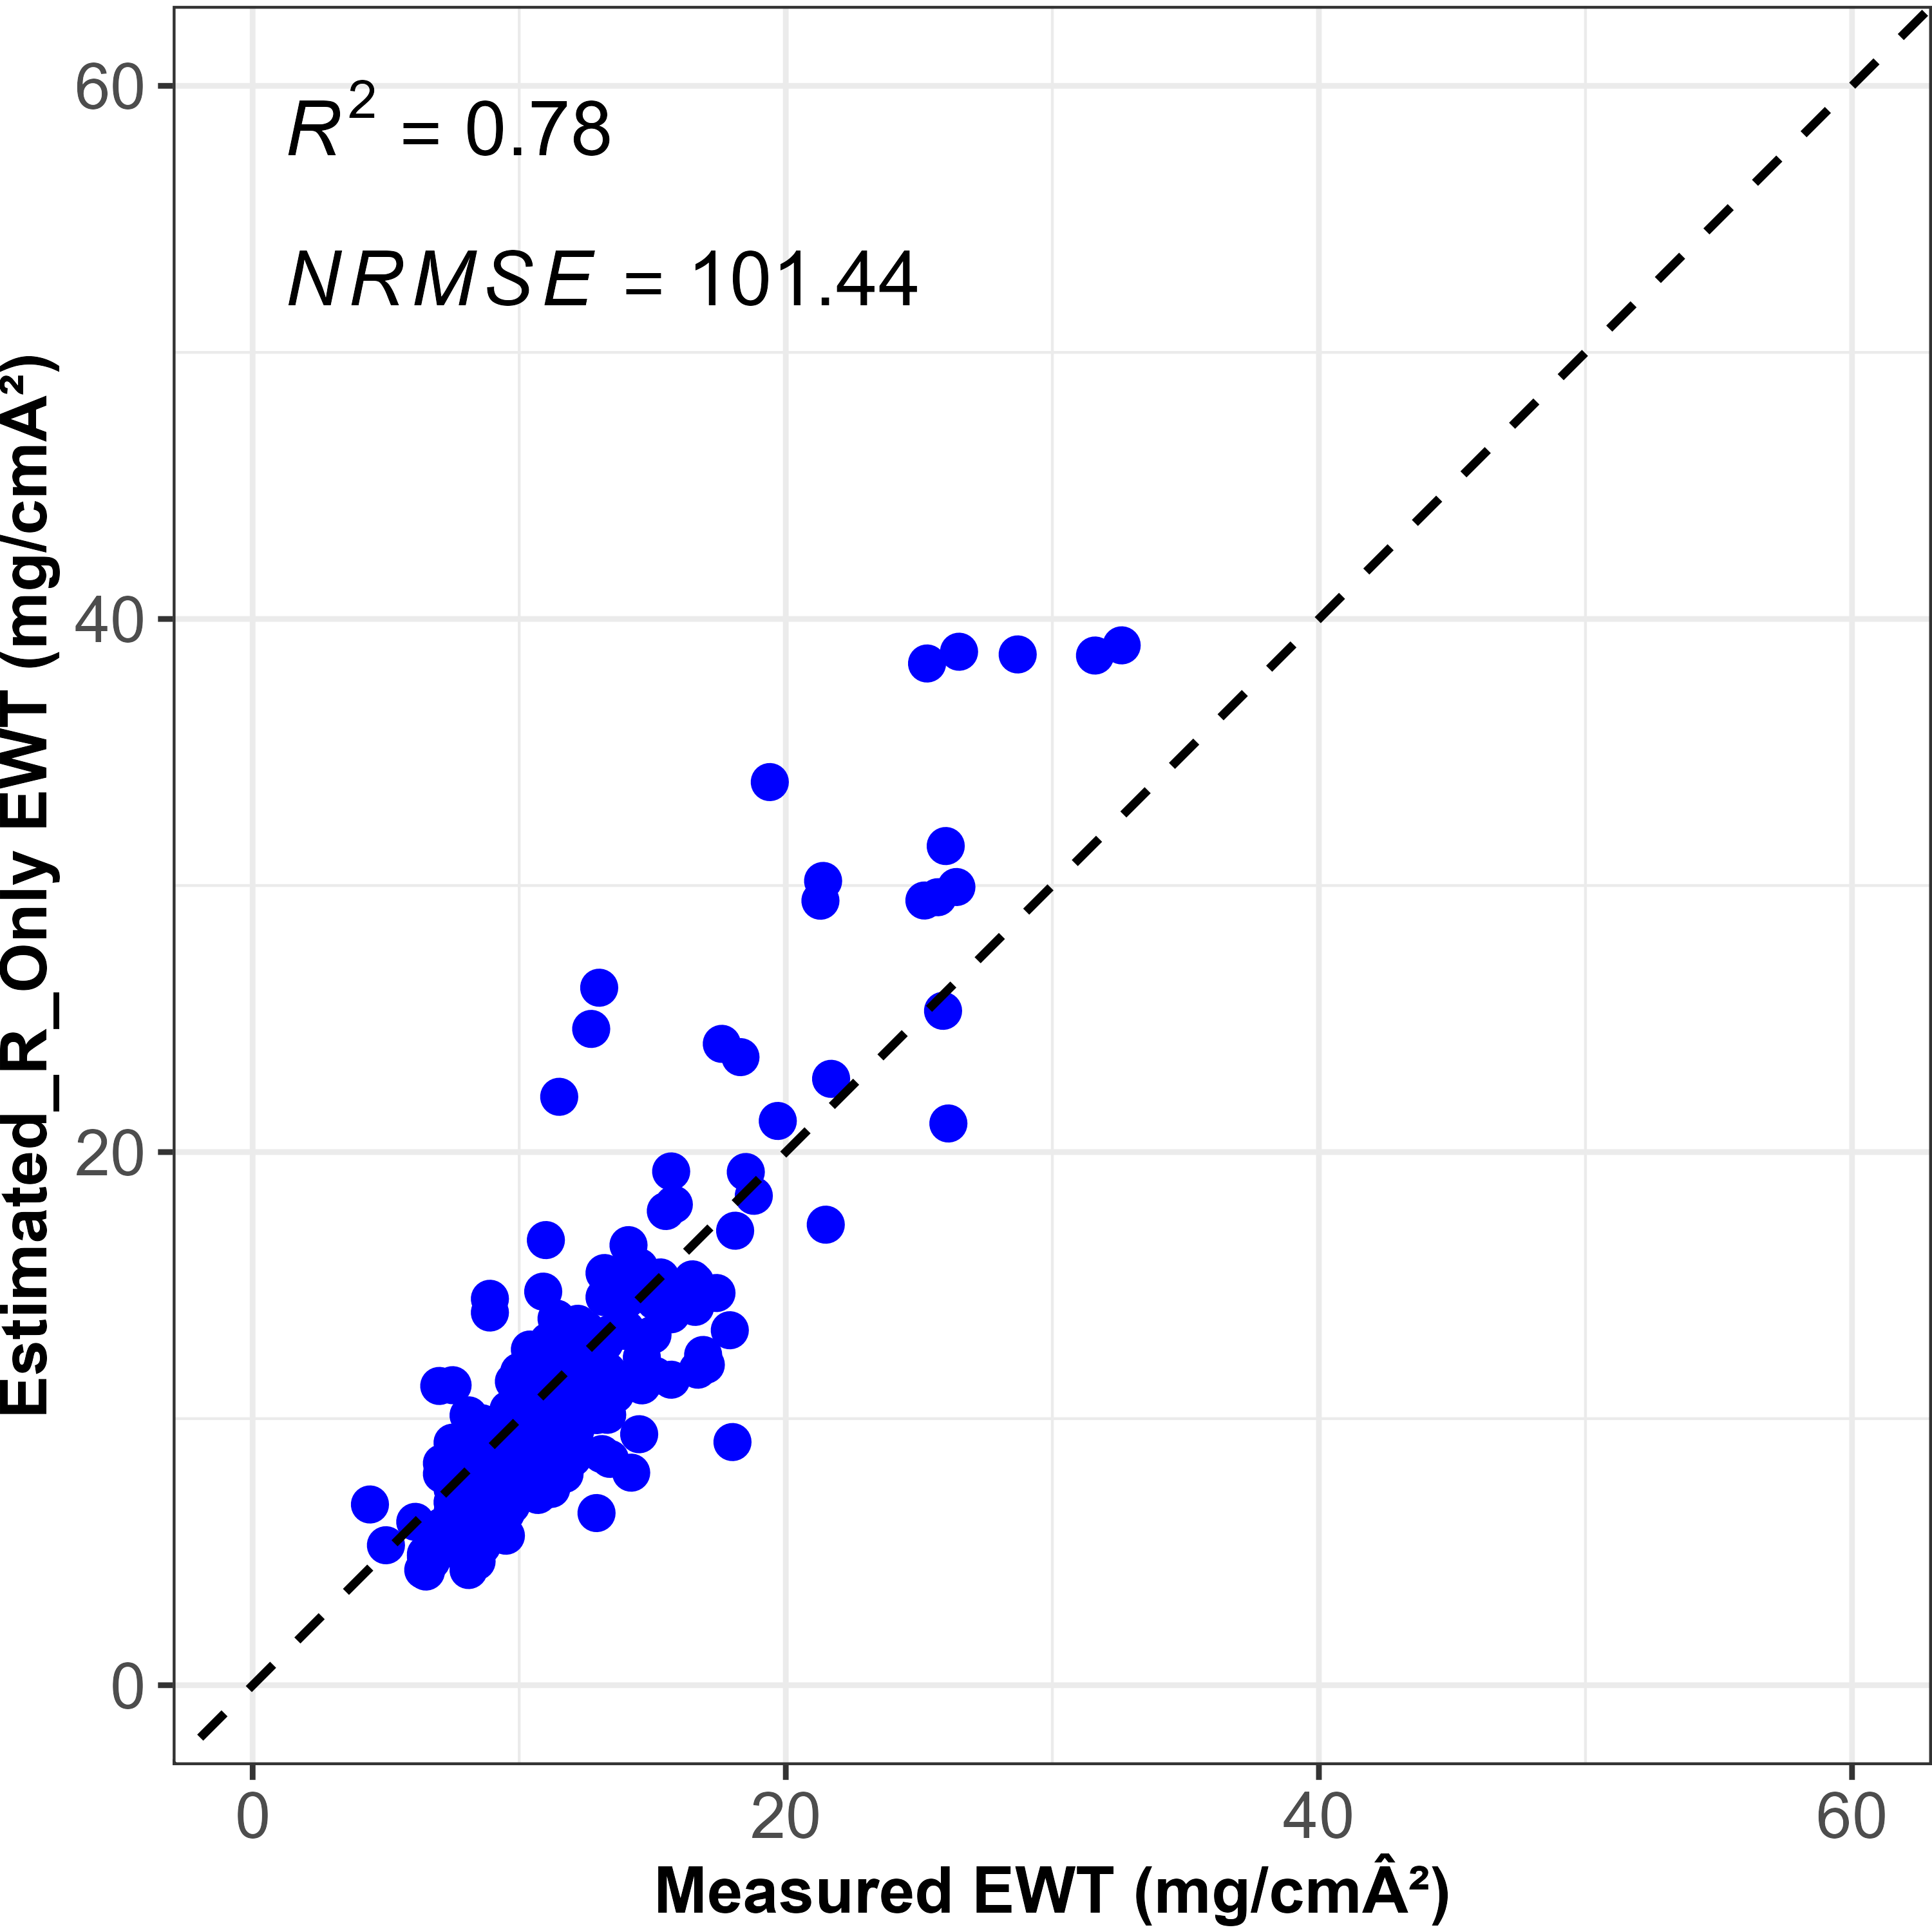 R² = 0.78
NRMSE = 101.44
Estimated_R_Only EWT (mg/cmÂ²)
60
40
20
0
0 20 40 60
Measured EWT (mg/cmÂ²)